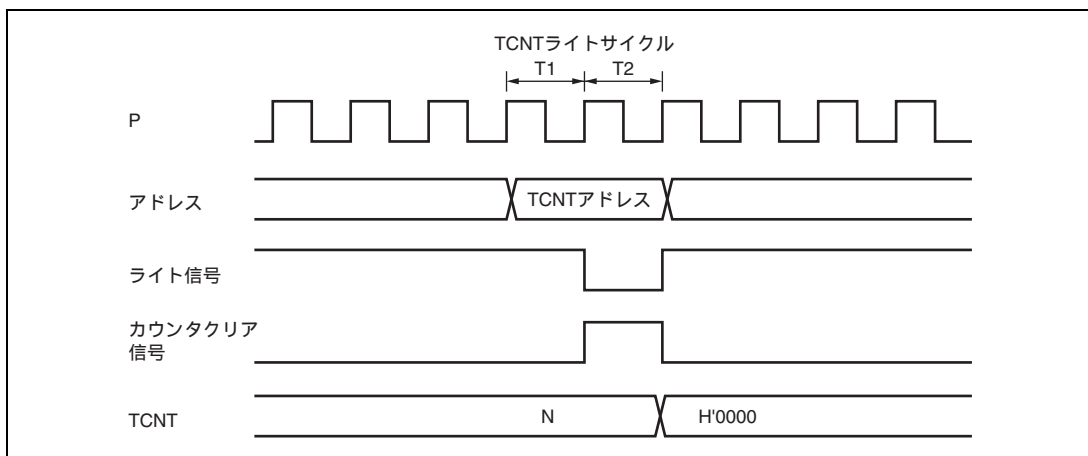 TCNTライトサイクル
T1 T2
P
アドレス
TCNTアドレス
ライト信号
カウンタクリア
信号
TCNT
N
H'0000